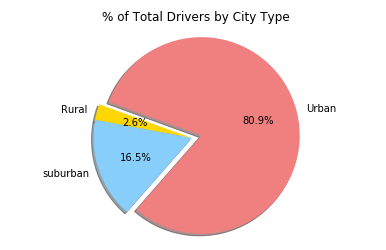 % of Total Drivers by City Type
Rural
Urban
2.6%
80.9%
16.5%
suburban